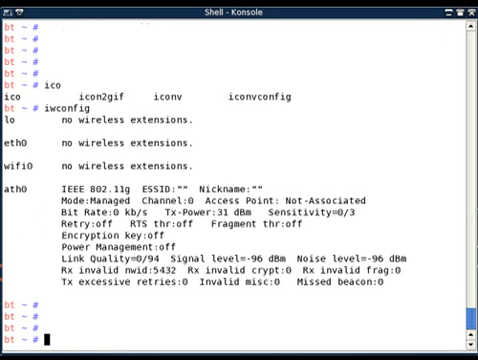 Shell - Konsole
bt ~ #
bt ~ #
bt ~ #
bt ~ #
bt ~ #
bt ~ # ico
ico icon2gif iconv iconvconfig
bt ~ # iwconfig
lo no wireless extensions.
eth0 no wireless extensions.
wifi0 no wireless extensions.
ath0 IEEE 802.11g ESSID:"" Nickname:""
Mode:Managed Channel:0 Access Point: Not-Associated
Bit Rate:0 kb/s Tx-Power:31 dBm Sensitivity=0/3
Retry:off RTS thr:off Fragment thr:off
Encryption key:off
Power Management:off
Link Quality=0/94 Signal level=-96 dBm Noise level=-96 dBm
Rx invalid nwid:5432 Rx invalid crypt:0 Rx invalid frag:0
Tx excessive retries:0 Invalid misc:0 Missed beacon:0
bt ~ #
bt ~ #
bt ~ #
bt ~ #